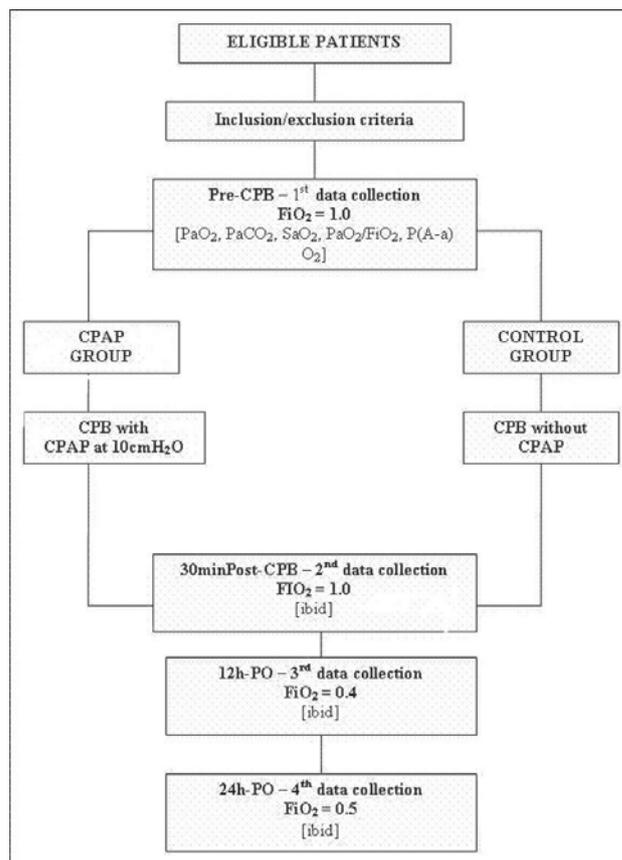 ELIGIBLE PATIENTS
Inclusion/exclusion criteria
Pre-CPB – 1st data collection
FiO₂ = 1.0
[PaO₂, PaCO₂, SaO₂, PaO₂/FiO₂, P(A-a)
O₂]
CPAP
GROUP
CONTROL
GROUP
CPB with
CPAP at 10cmH₂O
CPB without
CPAP
30minPost-CPB – 2nd data collection
FIO₂ = 1.0
[ibid]
12h-PO – 3rd data collection
FiO₂ = 0.4
[ibid]
24h-PO – 4th data collection
FiO₂ = 0.5
[ibid]